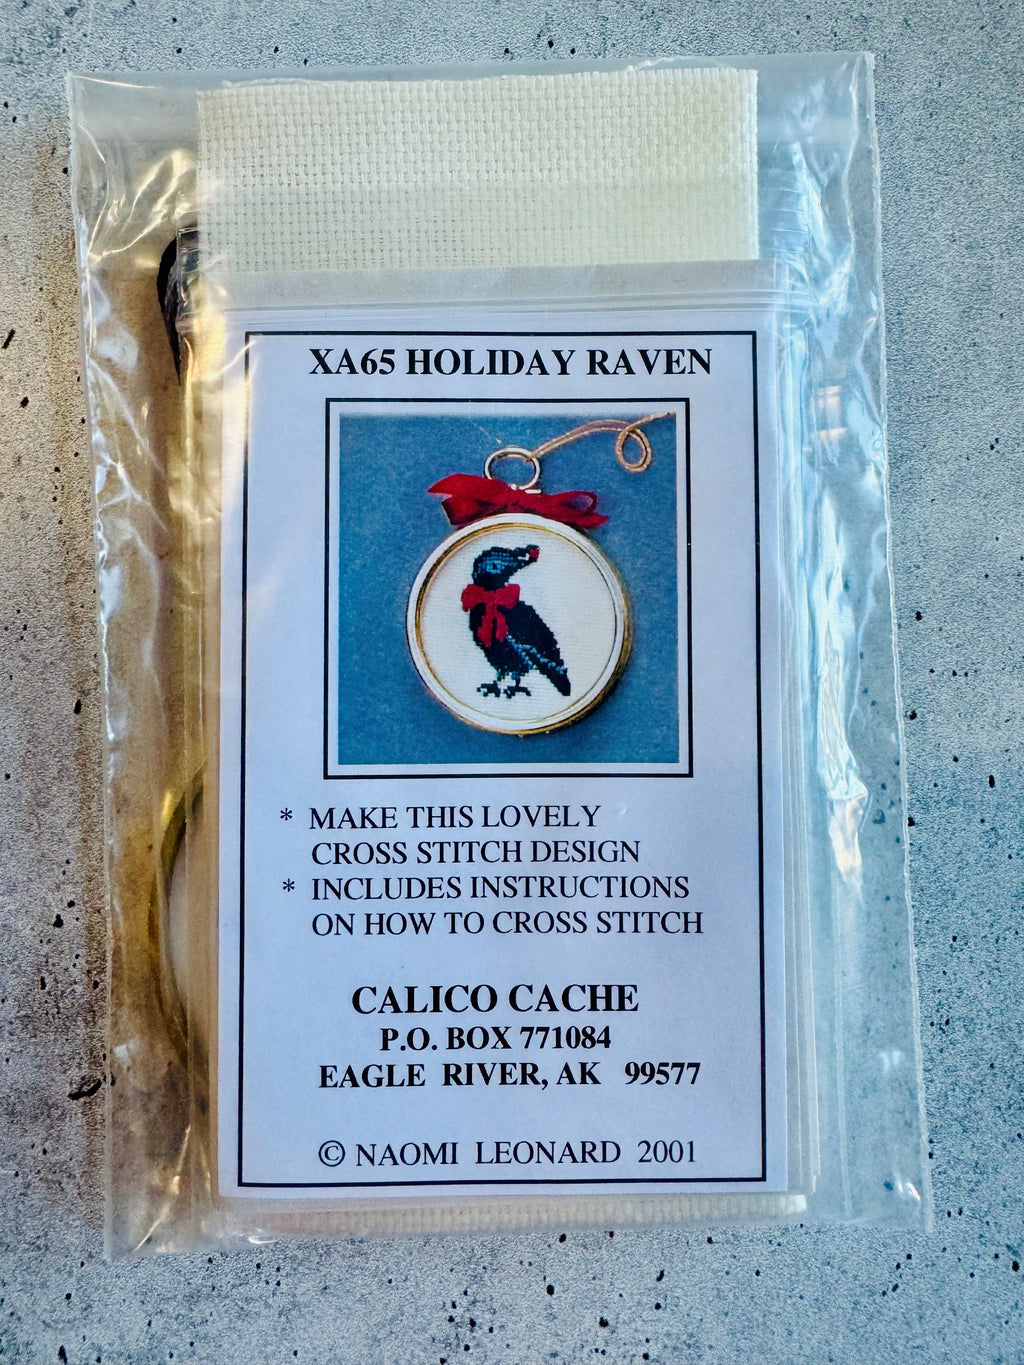 XA65 HOLIDAY RAVEN
* MAKE THIS LOVELY
CROSS STITCH DESIGN
* INCLUDES INSTRUCTIONS
ON HOW TO CROSS STITCH
CALICO CACHE
P.O. BOX 771084
EAGLE RIVER, AK 99577
© NAOMI LEONARD 2001